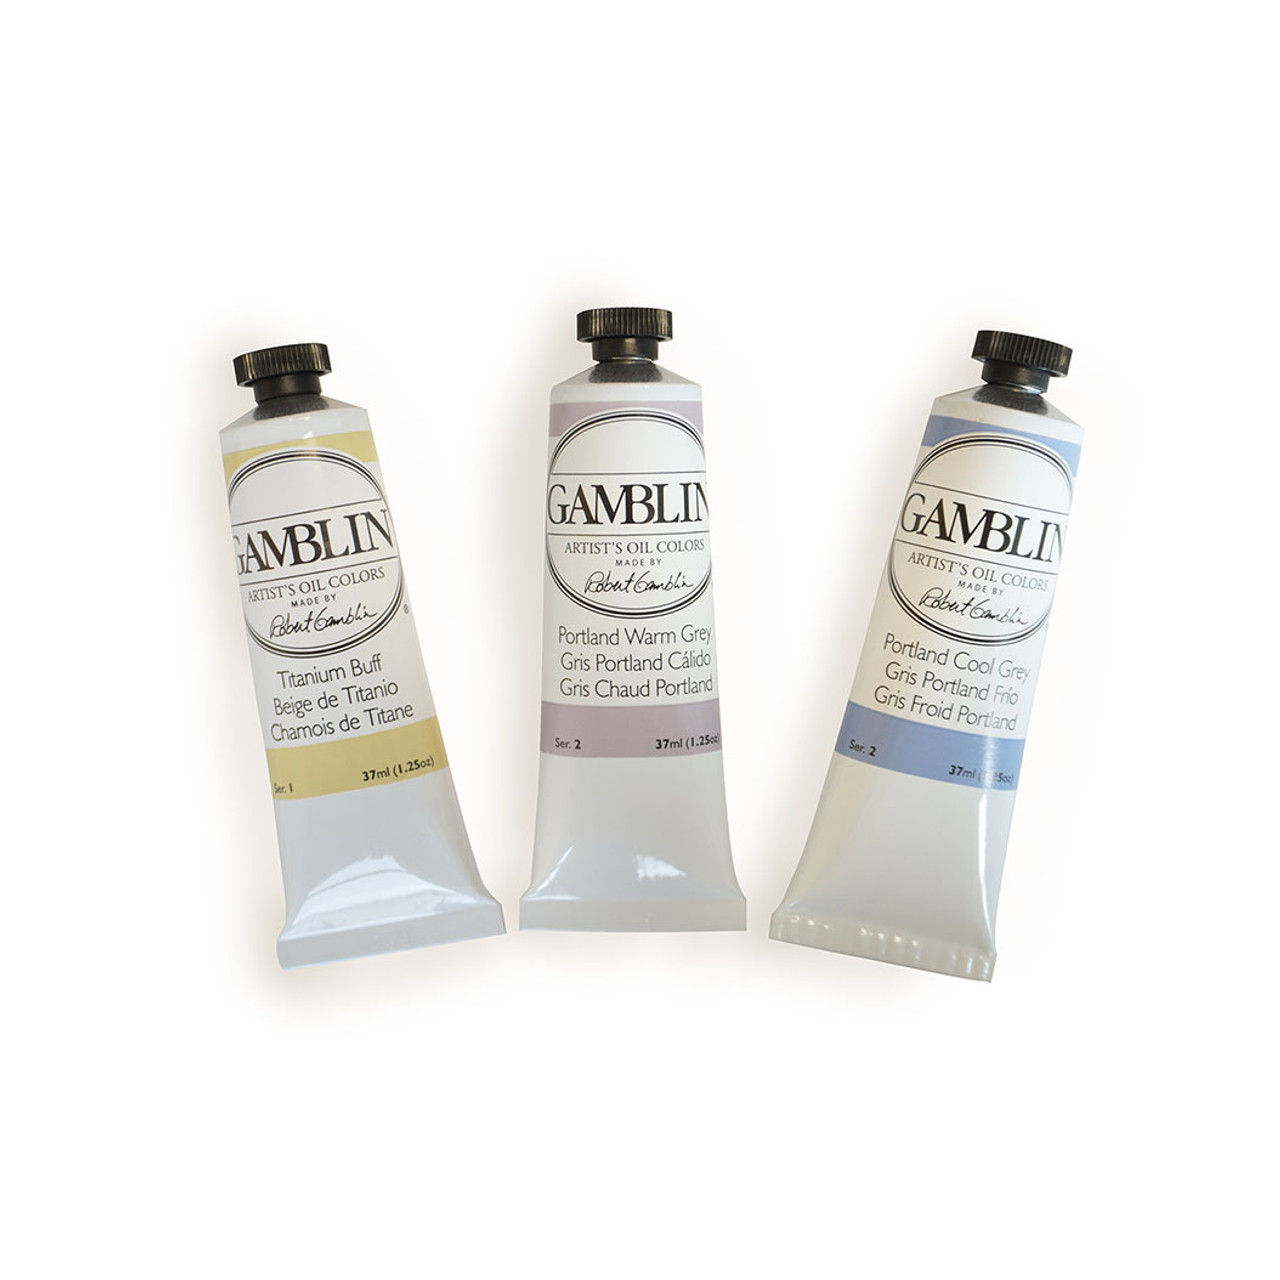 GAMBLIN
ARTIST'S OIL COLORS
MADE BY
Robert Gamblin
®
Titanium Buff
Beige de Titanio
Chamois de Titane
Ser. 1
37ml (1.25oz)
GAMBLIN
ARTIST'S OIL COLORS
MADE BY
Robert Gamblin
Portland Warm Grey
Gris Portland Cálido
Gris Chaud Portland
Ser. 2
37ml (1.25oz)
GAMBLIN
ARTIST'S OIL COLORS
MADE BY
Robert Gamblin
Portland Cool Grey
Gris Portland Frío
Gris Froid Portland
Ser. 2
37ml (1.25oz)